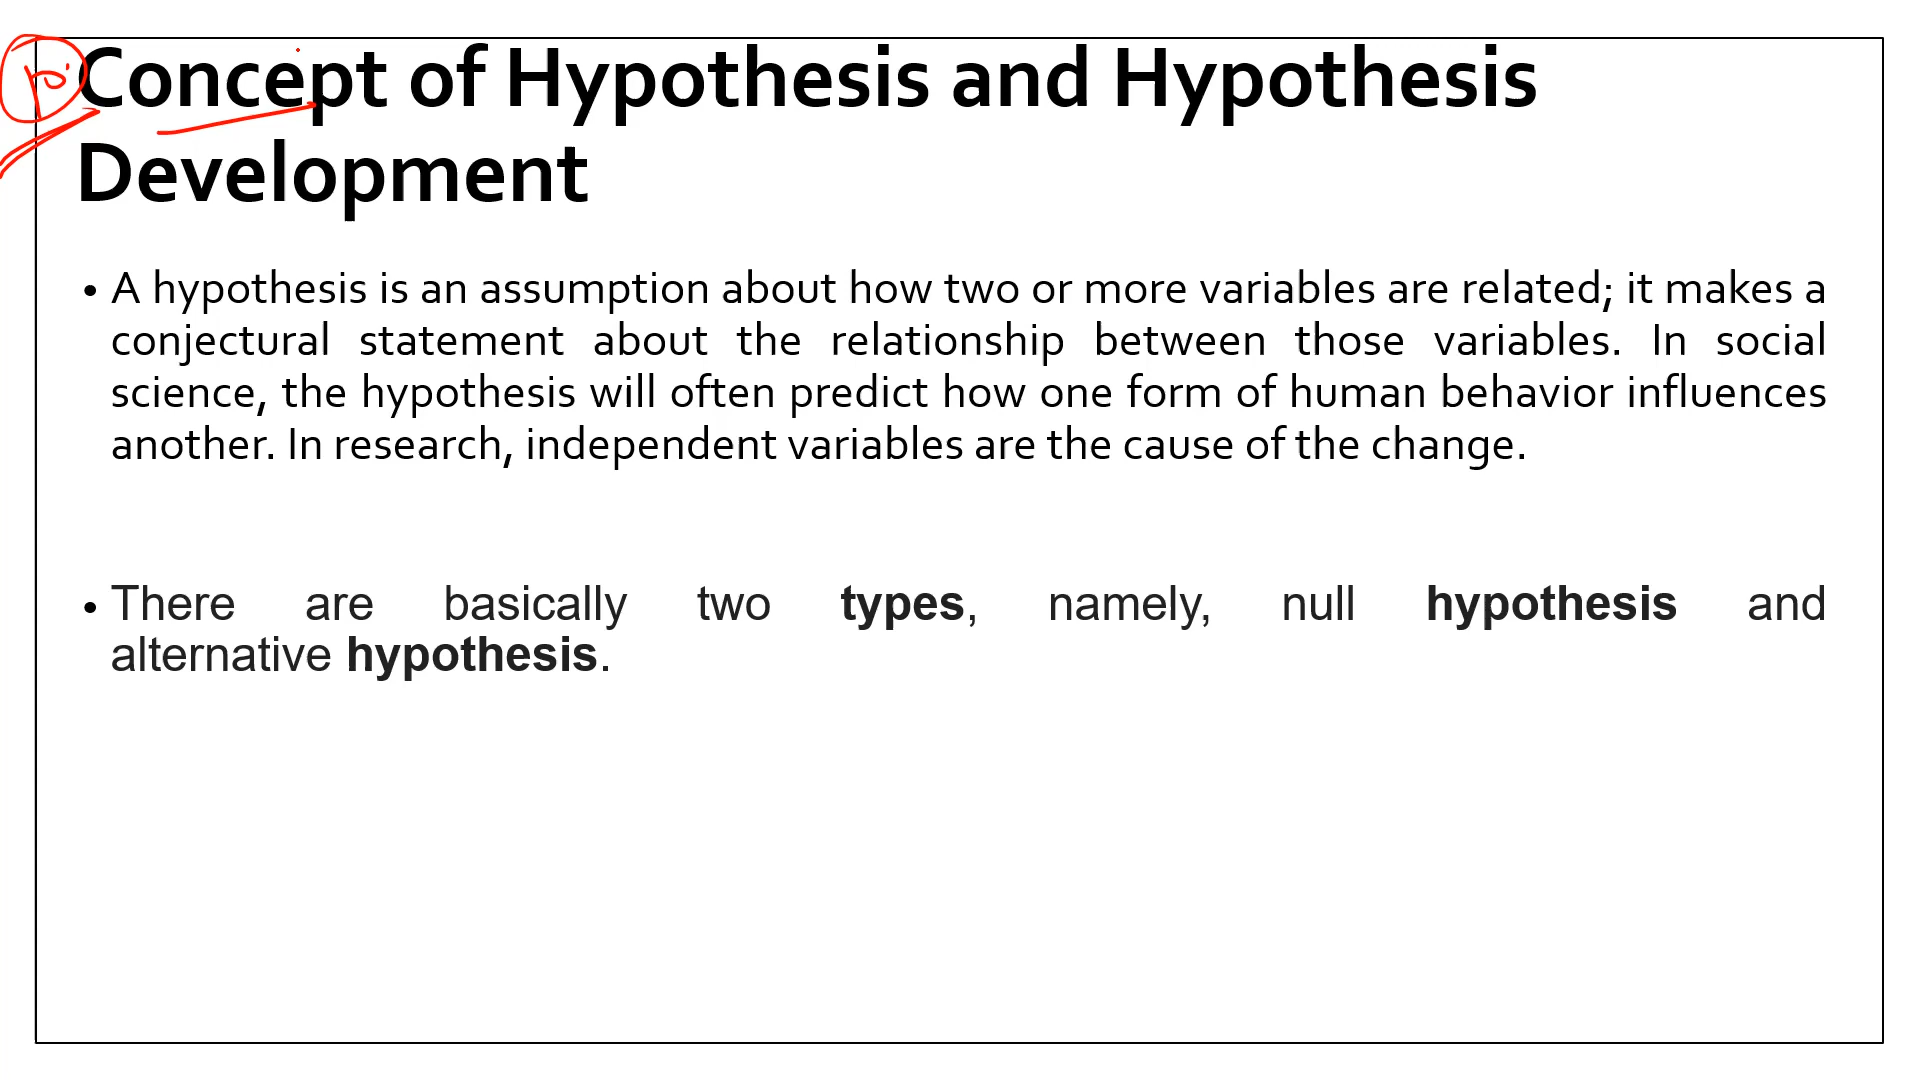 Concept of Hypothesis and Hypothesis
Development
• A hypothesis is an assumption about how two or more variables are related; it makes a
conjectural statement about the relationship between those variables. In social
science, the hypothesis will often predict how one form of human behavior influences
another. In research, independent variables are the cause of the change.
• There are basically two types, namely, null hypothesis and
alternative hypothesis.